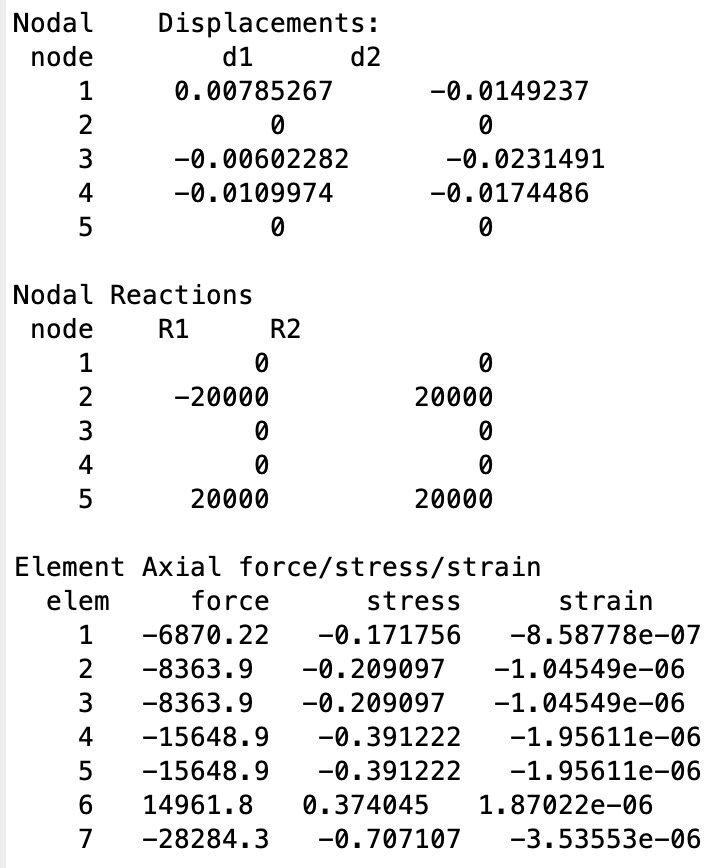 Nodal    Displacements:
node        d1      d2
1     0.00785267      -0.0149237
2           0            0
3     -0.00602282      -0.0231491
4     -0.0109974      -0.0174486
5           0            0
Nodal Reactions
node    R1     R2
1          0             0
2     -20000         20000
3          0             0
4          0             0
5      20000         20000
Element Axial force/stress/strain
elem     force      stress      strain
1   -6870.22   -0.171756   -8.58778e-07
2   -8363.9   -0.209097   -1.04549e-06
3   -8363.9   -0.209097   -1.04549e-06
4   -15648.9   -0.391222   -1.95611e-06
5   -15648.9   -0.391222   -1.95611e-06
6   14961.8   0.374045   1.87022e-06
7   -28284.3   -0.707107   -3.53553e-06